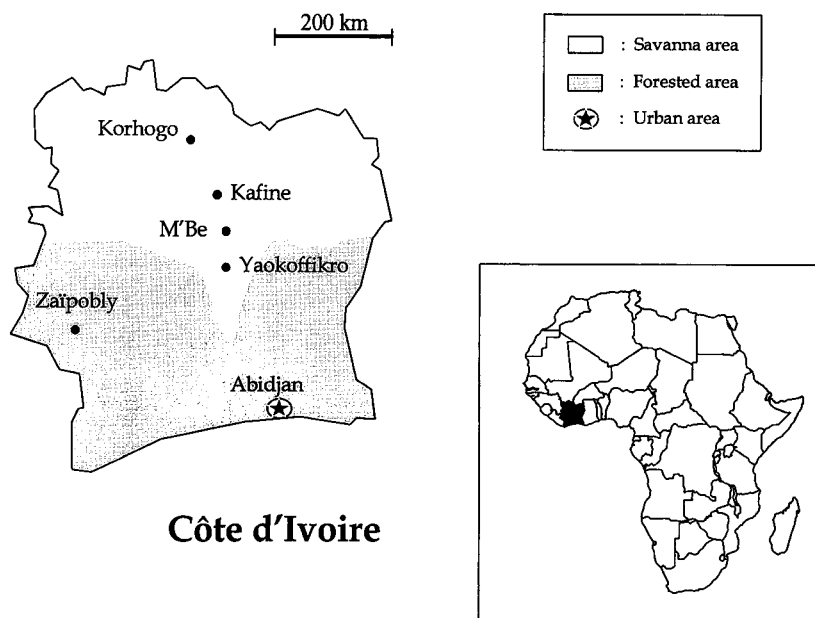 200 km
: Savanna area
: Forested area
: Urban area
Korhogo
Kafine
M'Be
Yaokoffikro
Zaïpobly
Abidjan
Côte d'Ivoire